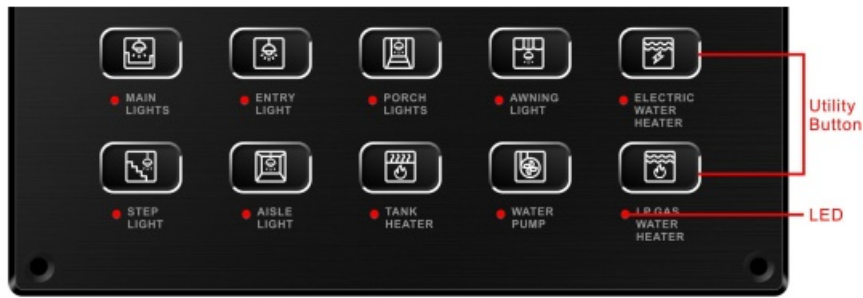 MAIN
LIGHTS
ENTRY
LIGHT
PORCH
LIGHTS
AWNING
LIGHT
ELECTRIC
WATER
HEATER
Utility
Button
STEP
LIGHT
AISLE
LIGHT
TANK
HEATER
WATER
PUMP
LP GAS
WATER
HEATER
LED